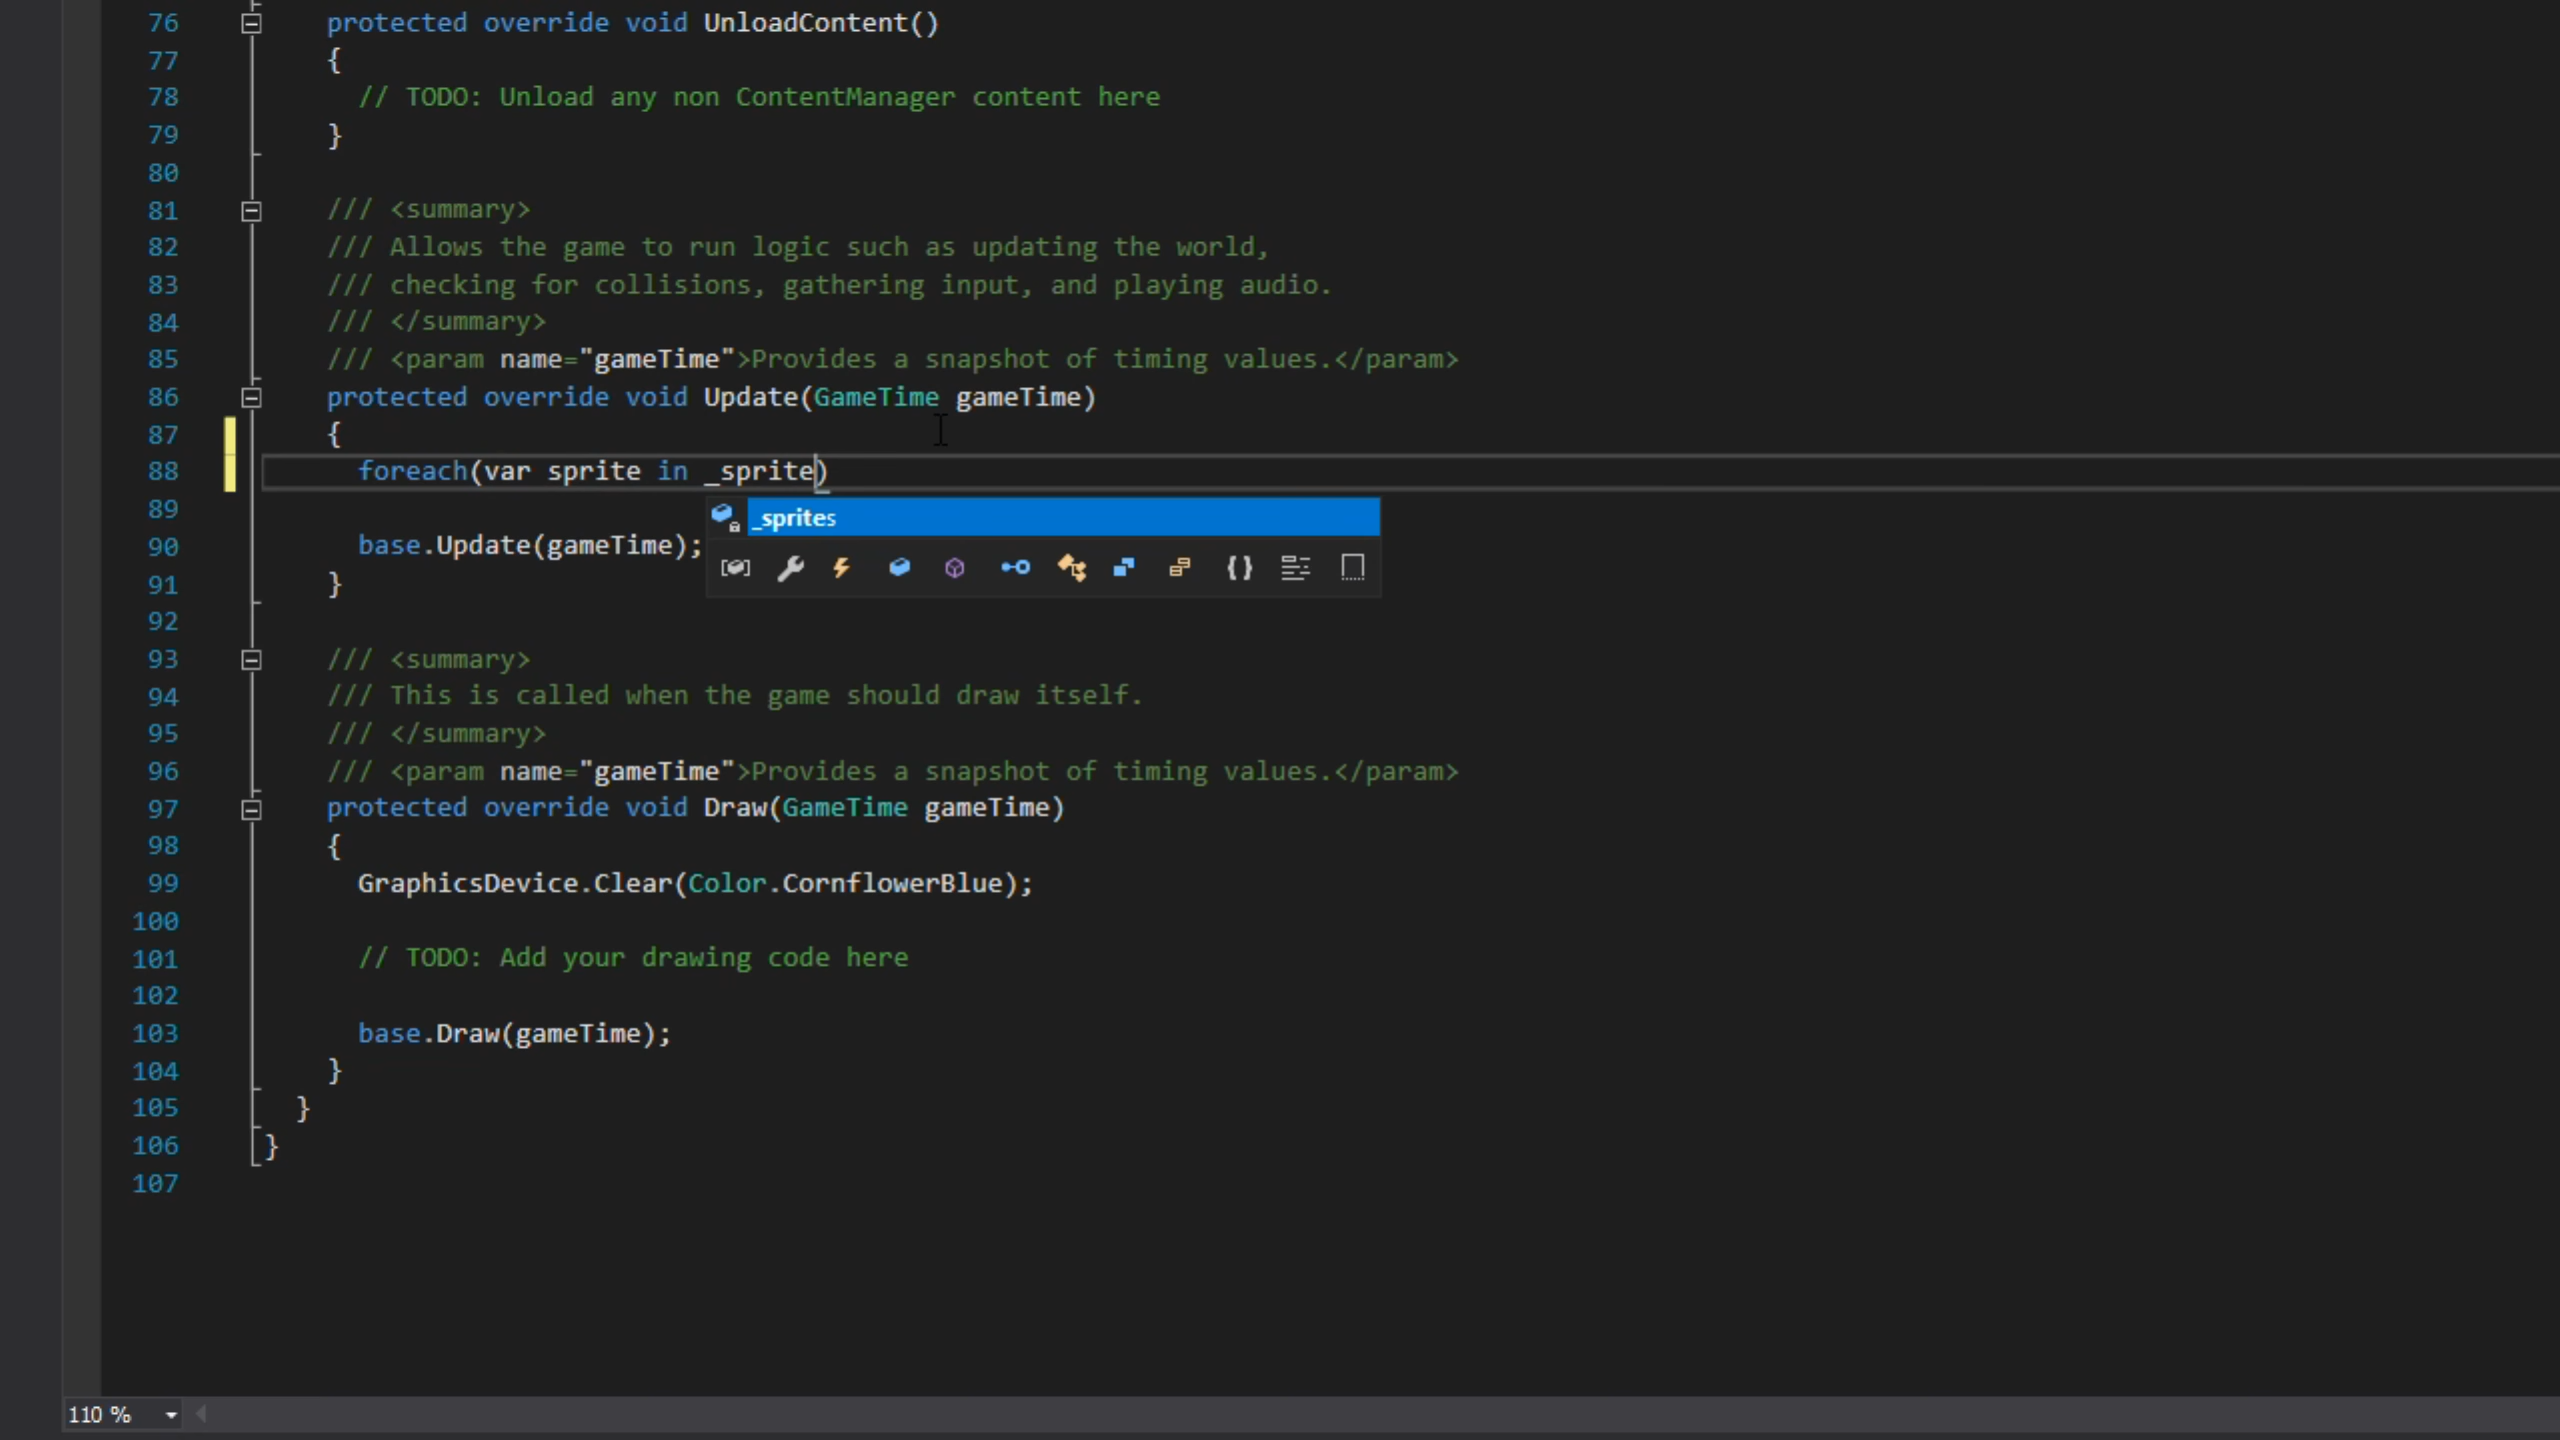 76 protected override void UnloadContent()
77 {
78 // TODO: Unload any non ContentManager content here
79 }
80
81 /// <summary>
82 /// Allows the game to run logic such as updating the world,
83 /// checking for collisions, gathering input, and playing audio.
84 /// </summary>
85 /// <param name="gameTime">Provides a snapshot of timing values.</param>
86 protected override void Update(GameTime gameTime)
87 {
88 foreach(var sprite in _sprite)
89 _sprites
90 base.Update(gameTime);
91 }
92
93 /// <summary>
94 /// This is called when the game should draw itself.
95 /// </summary>
96 /// <param name="gameTime">Provides a snapshot of timing values.</param>
97 protected override void Draw(GameTime gameTime)
98 {
99 GraphicsDevice.Clear(Color.CornflowerBlue);
100
101 // TODO: Add your drawing code here
102
103 base.Draw(gameTime);
104 }
105 }
106 }
107
110 %